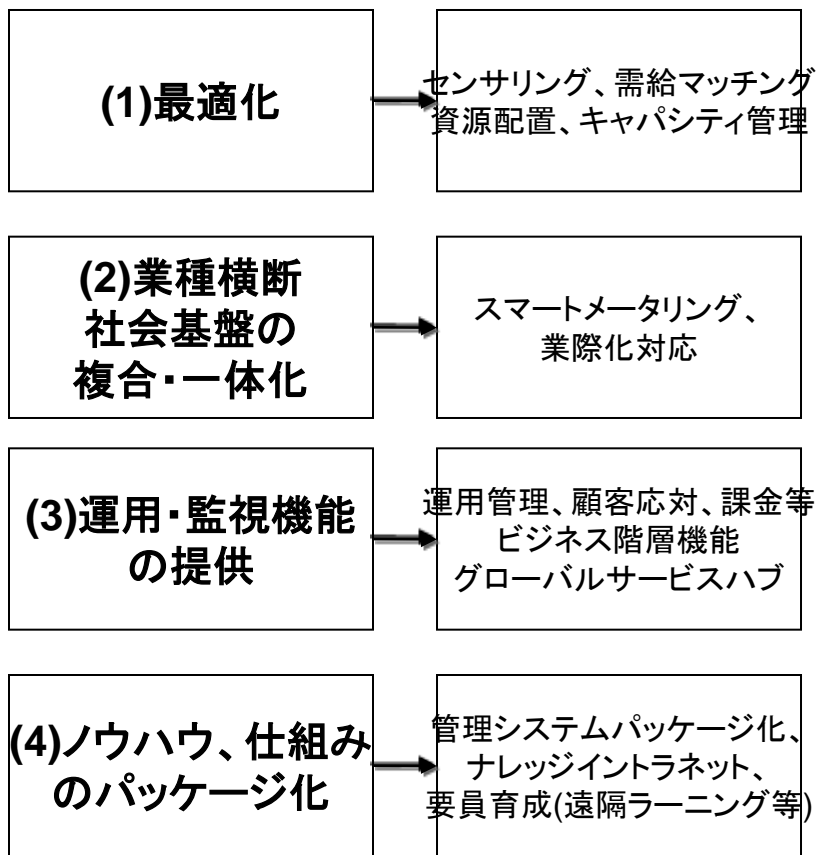 (1)最適化
センサリング、需給マッチング
資源配置、キャパシティ管理
(2)業種横断
社会基盤の
複合・一体化
スマートメータリング、
業際化対応
(3)運用・監視機能
の提供
運用管理、顧客応対、課金等
ビジネス階層機能
グローバルサービスハブ
(4)ノウハウ、仕組み
のパッケージ化
管理システムパッケージ化、
ナレッジイントラネット、
要員育成(遠隔ラーニング等)